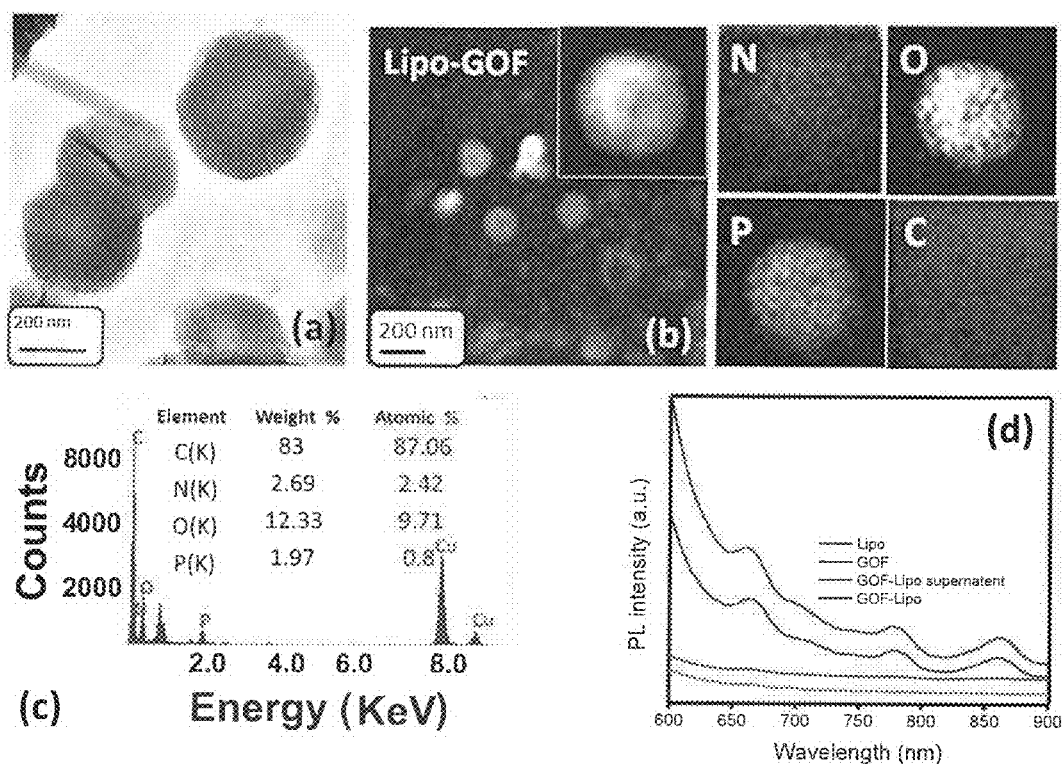 200 nm
(a)
Lipo-GOF
200 nm
(b)
N
O
P
C
Element Weight % Atomic %
C(K) 83 87.06
N(K) 2.69 2.42
O(K) 12.33 9.71
P(K) 1.97 0.8
Counts
8000
4000
2000
C
O
P
Cu
Cu
2.0 4.0 6.0 8.0
Energy (KeV)
(c)
(d)
PL intensity (a.u.)
Lipo
GOF
GOF-Lipo supernatent
GOF-Lipo
600 650 700 750 800 850 900
Wavelength (nm)